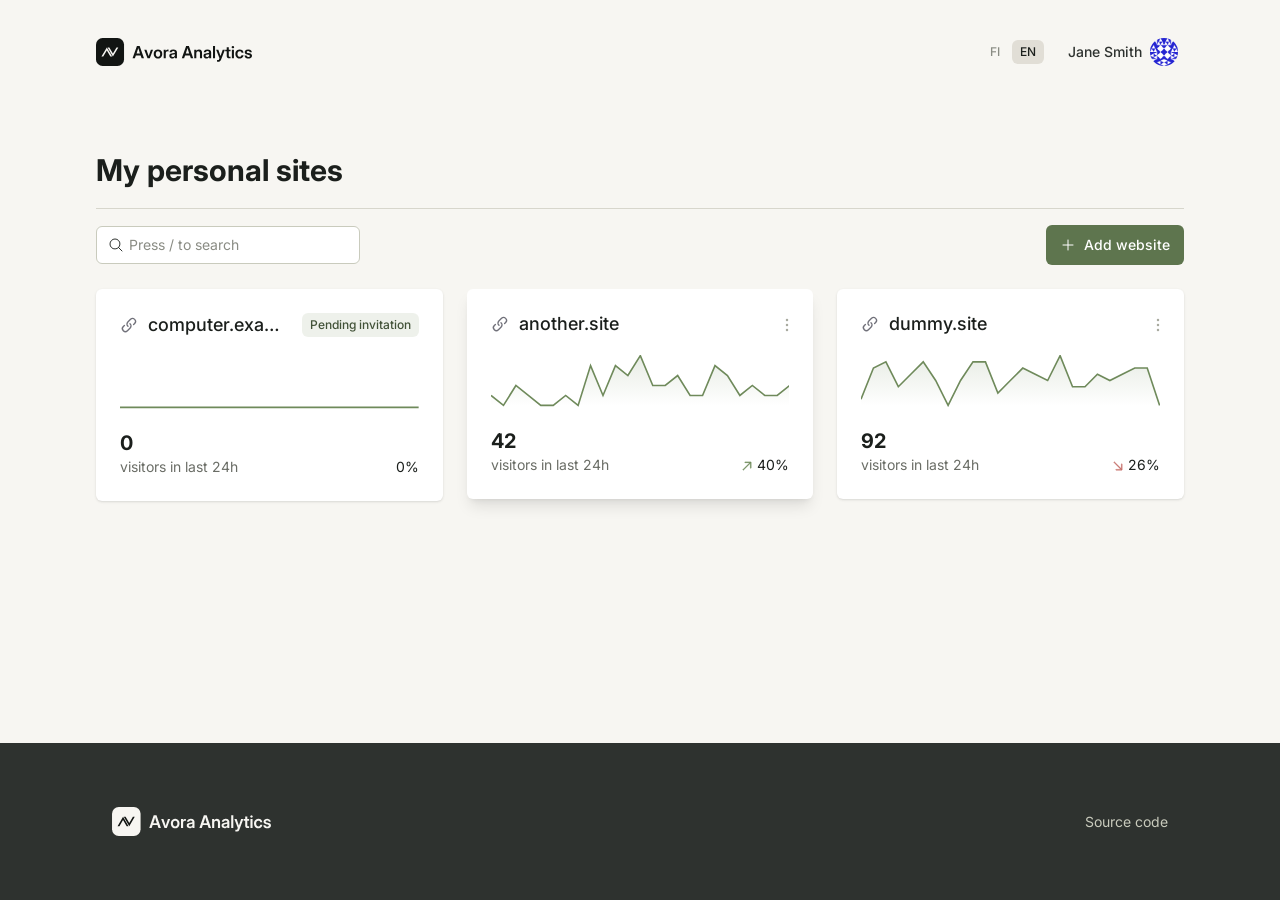 Avora Analytics
FI EN Jane Smith
My personal sites
Press / to search
Add website
computer.exa... Pending invitation
0
visitors in last 24h 0%
another.site
42
visitors in last 24h 40%
dummy.site
92
visitors in last 24h 26%
Avora Analytics
Source code